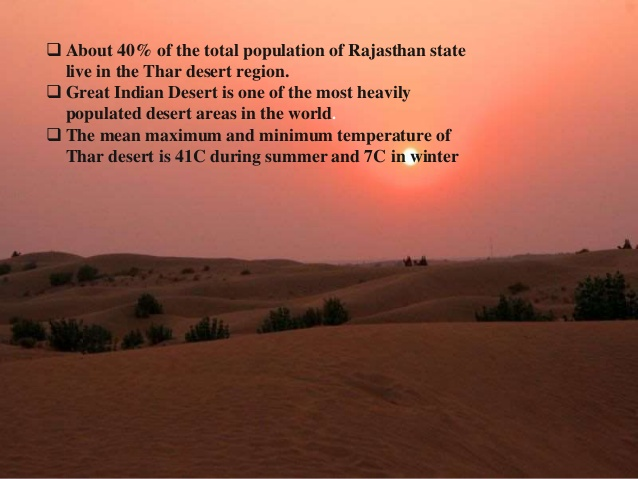 ❑ About 40% of the total population of Rajasthan state
live in the Thar desert region.
❑ Great Indian Desert is one of the most heavily
populated desert areas in the world.
❑ The mean maximum and minimum temperature of
Thar desert is 41C during summer and 7C in winter